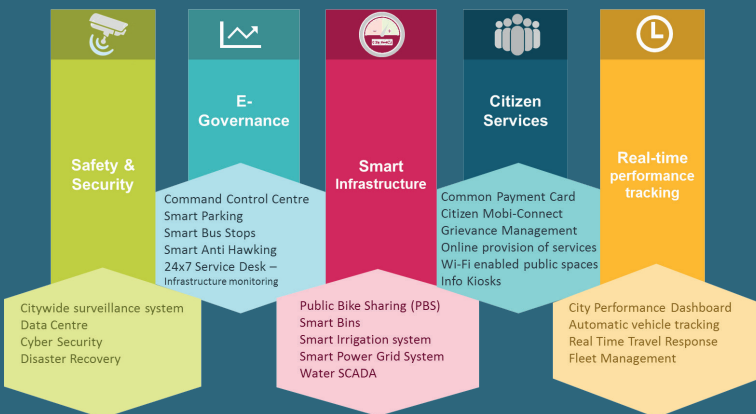 Safety &
Security
Citywide surveillance system
Data Centre
Cyber Security
Disaster Recovery
E-
Governance
Command Control Centre
Smart Parking
Smart Bus Stops
Smart Anti Hawking
24x7 Service Desk –
Infrastructure monitoring
Smart
Infrastructure
Public Bike Sharing (PBS)
Smart Bins
Smart Irrigation system
Smart Power Grid System
Water SCADA
Citizen
Services
Common Payment Card
Citizen Mobi-Connect
Grievance Management
Online provision of services
Wi-Fi enabled public spaces
Info Kiosks
Real-time
performance
tracking
City Performance Dashboard
Automatic vehicle tracking
Real Time Travel Response
Fleet Management